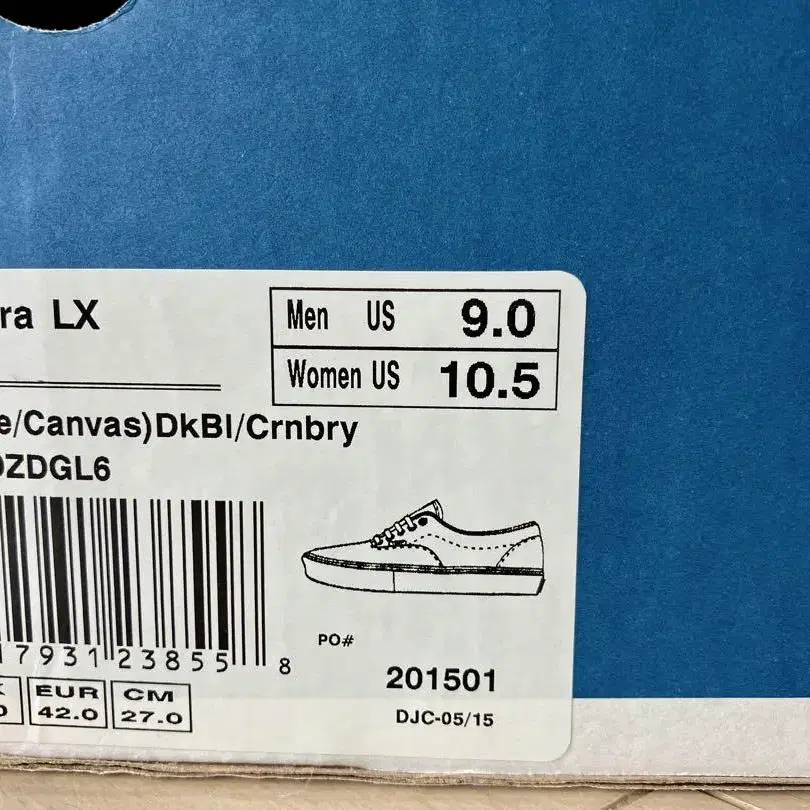 ra LX
Men US 9.0
Women US 10.5
e/Canvas)DkBl/Crnbry
ZDGL6
7931 23855 8
PO#
201501
EUR CM
42.0 27.0
DJC-05/15